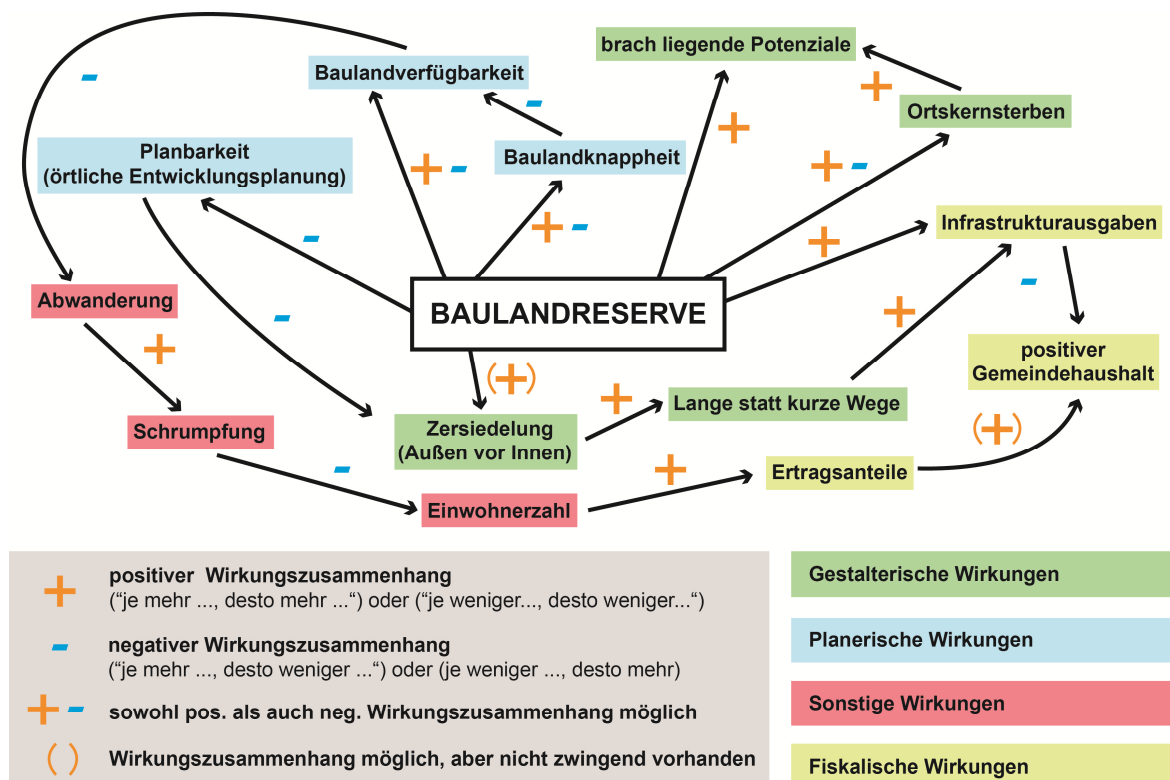 brach liegende Potenziale
Baulandverfügbarkeit
-
+
Ortskernsterben
-
+
Planbarkeit
(örtliche Entwicklungsplanung)
Baulandknappheit
+ -
+ -
Infrastrukturausgaben
-
+ -
+
Abwanderung
BAULANDRESERVE
-
-
+
+
positiver
Gemeindehaushalt
(+)
+
Lange statt kurze Wege
Schrumpfung
Zersiedelung
(Außen vor Innen)
(+)
-
+
Ertragsanteile
Einwohnerzahl
+ positiver Wirkungszusammenhang
(“je mehr ..., desto mehr ...“) oder (“je weniger..., desto weniger...“)
- negativer Wirkungszusammenhang
(“je mehr ..., desto weniger ...“) oder (je weniger ..., desto mehr)
+ - sowohl pos. als auch neg. Wirkungszusammenhang möglich
( ) Wirkungszusammenhang möglich, aber nicht zwingend vorhanden
Gestalterische Wirkungen
Planerische Wirkungen
Sonstige Wirkungen
Fiskalische Wirkungen